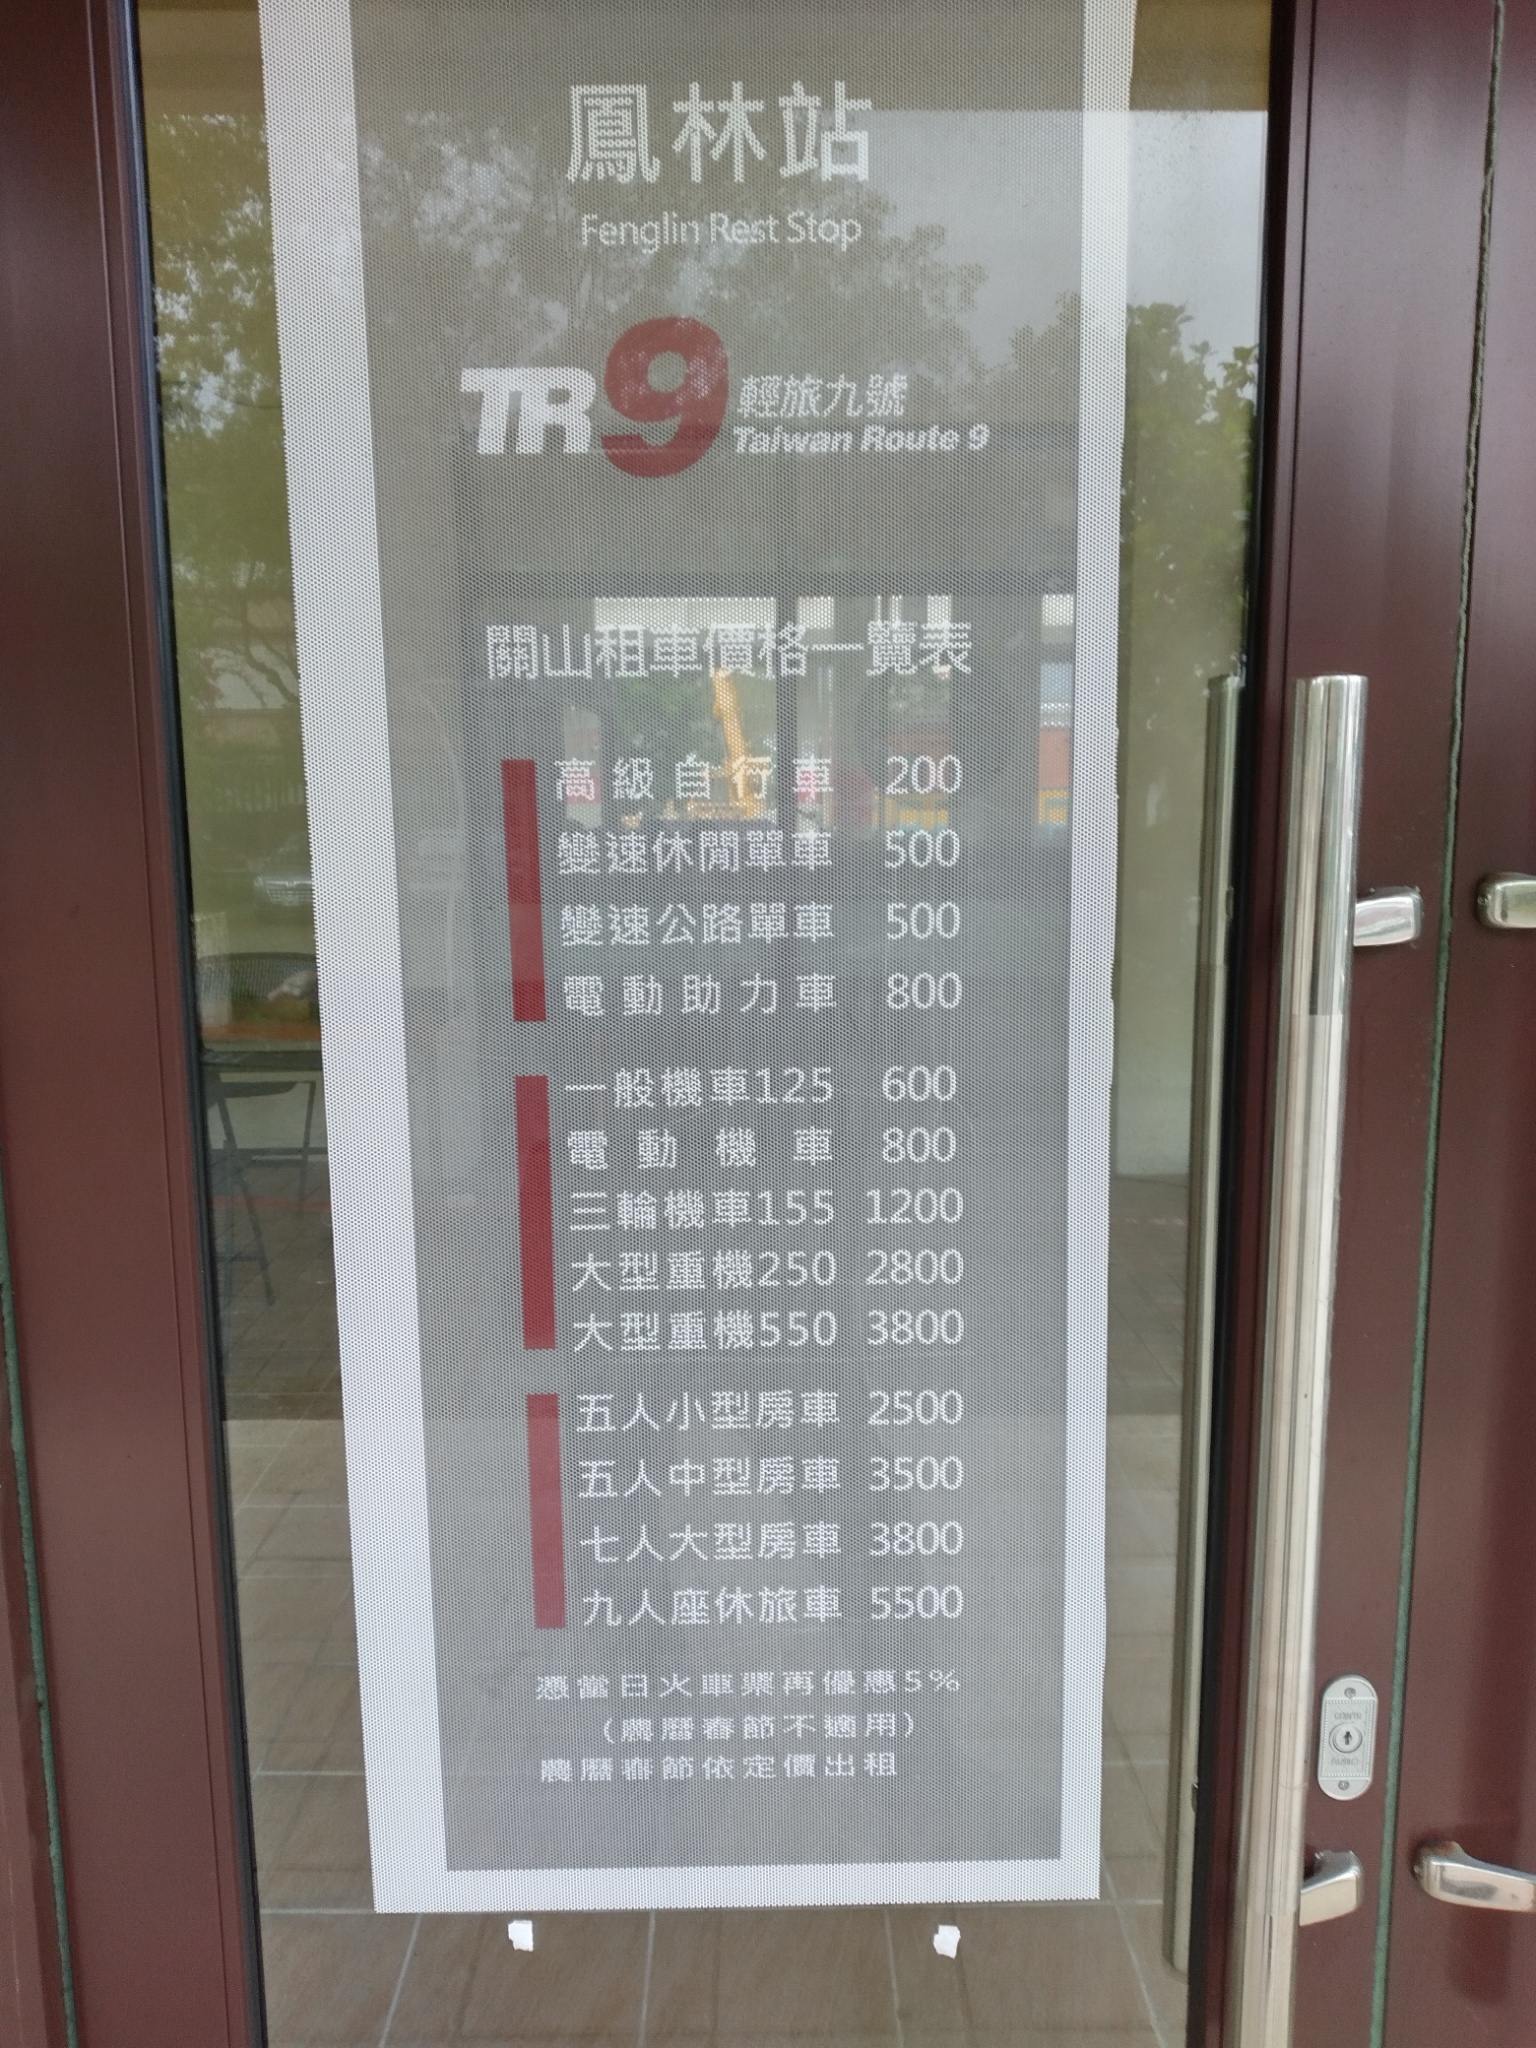 鳳林站
Fenglin Rest Stop
TR9 輕旅九號
Taiwan Route 9
關山租車價格一覽表
高級自行車 200
變速休閒單車 500
變速公路單車 500
電動助力車 800
一般機車125 600
電動機車 800
三輪機車155 1200
大型重機250 2800
大型重機550 3800
五人小型房車 2500
五人中型房車 3500
七人大型房車 3800
九人座休旅車 5500
憑當日火車票再優惠5%
（農曆春節不適用）
農曆春節依定價出租